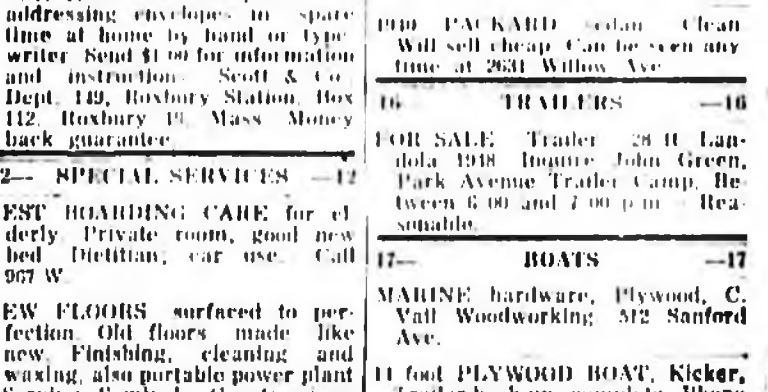 addressing envelopes in spare
time at home by hand or type-
writer. Send $1.00 for information
and instruction. Scott & Co.
Dept. 149, Roxbury Station, Box
112, Roxbury 19, Mass. Money
back guarantee.
2— SPECIAL SERVICES —12
EST BOARDING CARE for el
derly. Private room, good new
bed. Dietitian; car use. Call
967 W
EW FLOORS surfaced to per-
fection. Old floors made like
new. Finishing, cleaning and
waxing, also portable power plant
1940 PACKARD sedan Clean
Will sell cheap Can be seen any
time at 2631 Willow Ave
16 TRAILERS —16
FOR SALE Trailer 28 ft Lan-
dola 1948 Inquire John Green,
Park Avenue Trailer Camp, Be-
tween 6 00 and 7 00 p m Rea-
sonable.
17— BOATS —17
MARINE hardware, Plywood, C.
Vail Woodworking 512 Sanford
Ave.
11 foot PLYWOOD BOAT, Kicker,